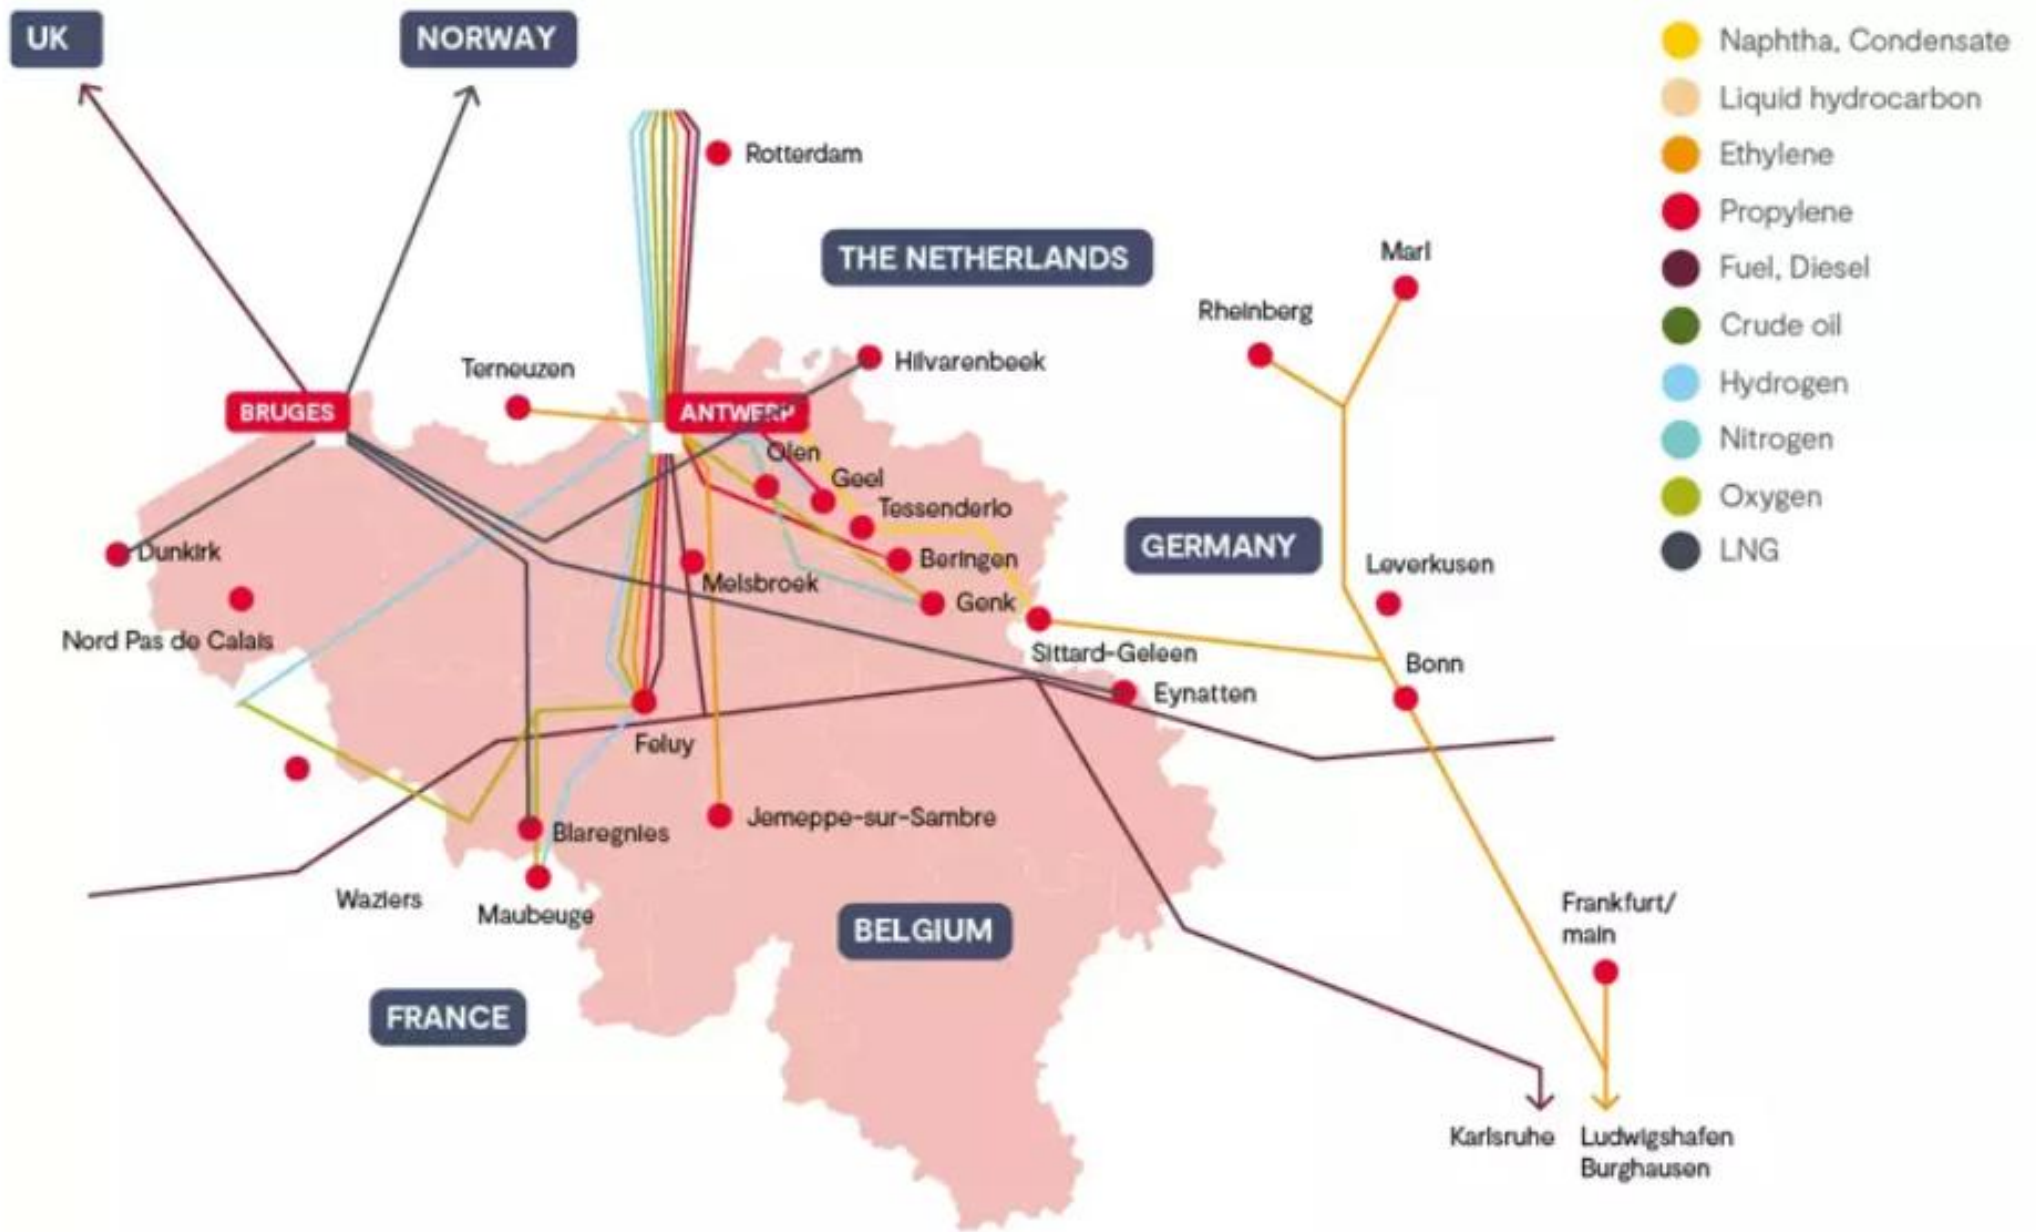 UK
NORWAY
Naphtha, Condensate
Liquid hydrocarbon
Ethylene
Propylene
Fuel, Diesel
Crude oil
Hydrogen
Nitrogen
Oxygen
LNG
Rotterdam
THE NETHERLANDS
Marl
Rheinberg
Terneuzen
Hilvarenbeek
BRUGES
ANTWERP
Olen
Geel
Tessenderlo
GERMANY
Dunkirk
Beringen
Leverkusen
Melsbroek
Genk
Nord Pas de Calais
Sittard-Geleen
Bonn
Eynatten
Feluy
Jemeppe-sur-Sambre
Blaregnies
Waziers
Maubeuge
BELGIUM
Frankfurt/
main
FRANCE
Karlsruhe
Ludwigshafen
Burghausen